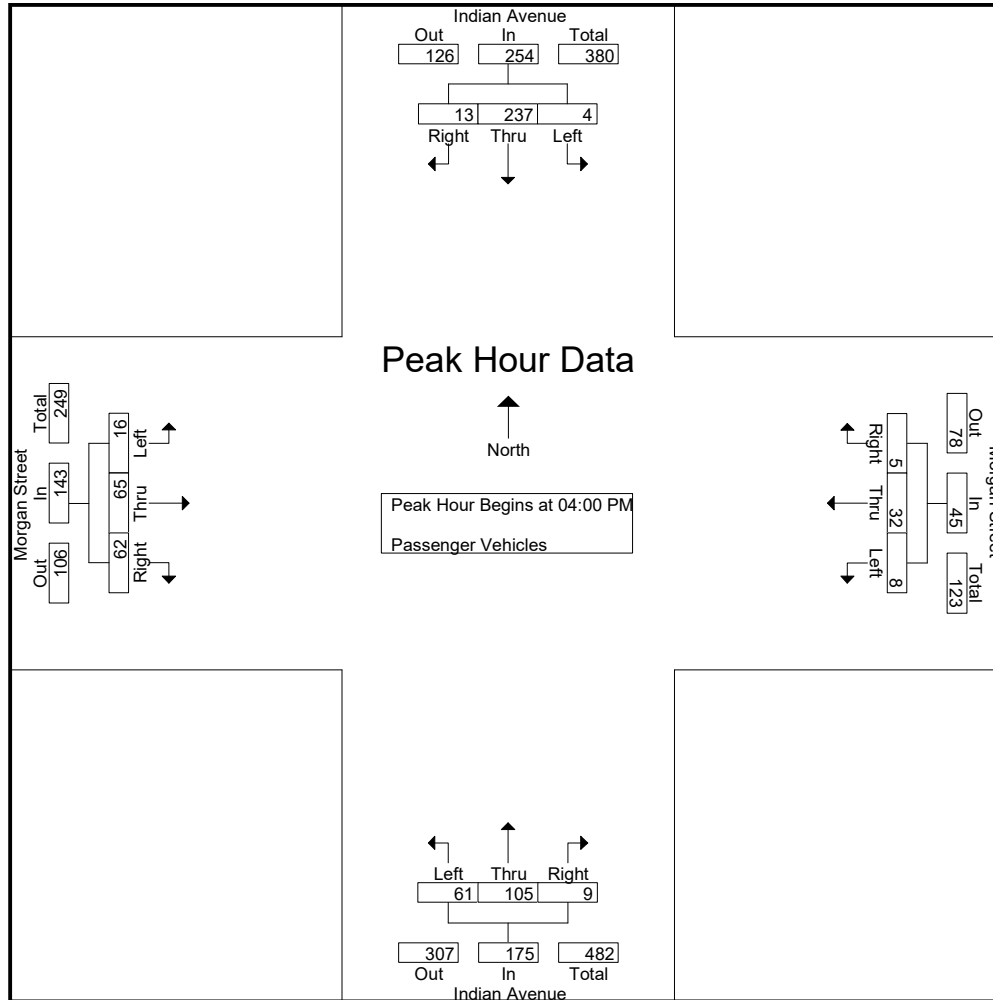 Indian Avenue
Out In Total
126 254 380
13 237 4
Right Thru Left
Peak Hour Data
North
Peak Hour Begins at 04:00 PM
Passenger Vehicles
Morgan Street
Out In Total
106 143 249
Left Thru Right
16 65 62
Out In Total
78 45 123
Right Thru Left
5 32 8
Left Thru Right
61 105 9
307 175 482
Out In Total
Indian Avenue